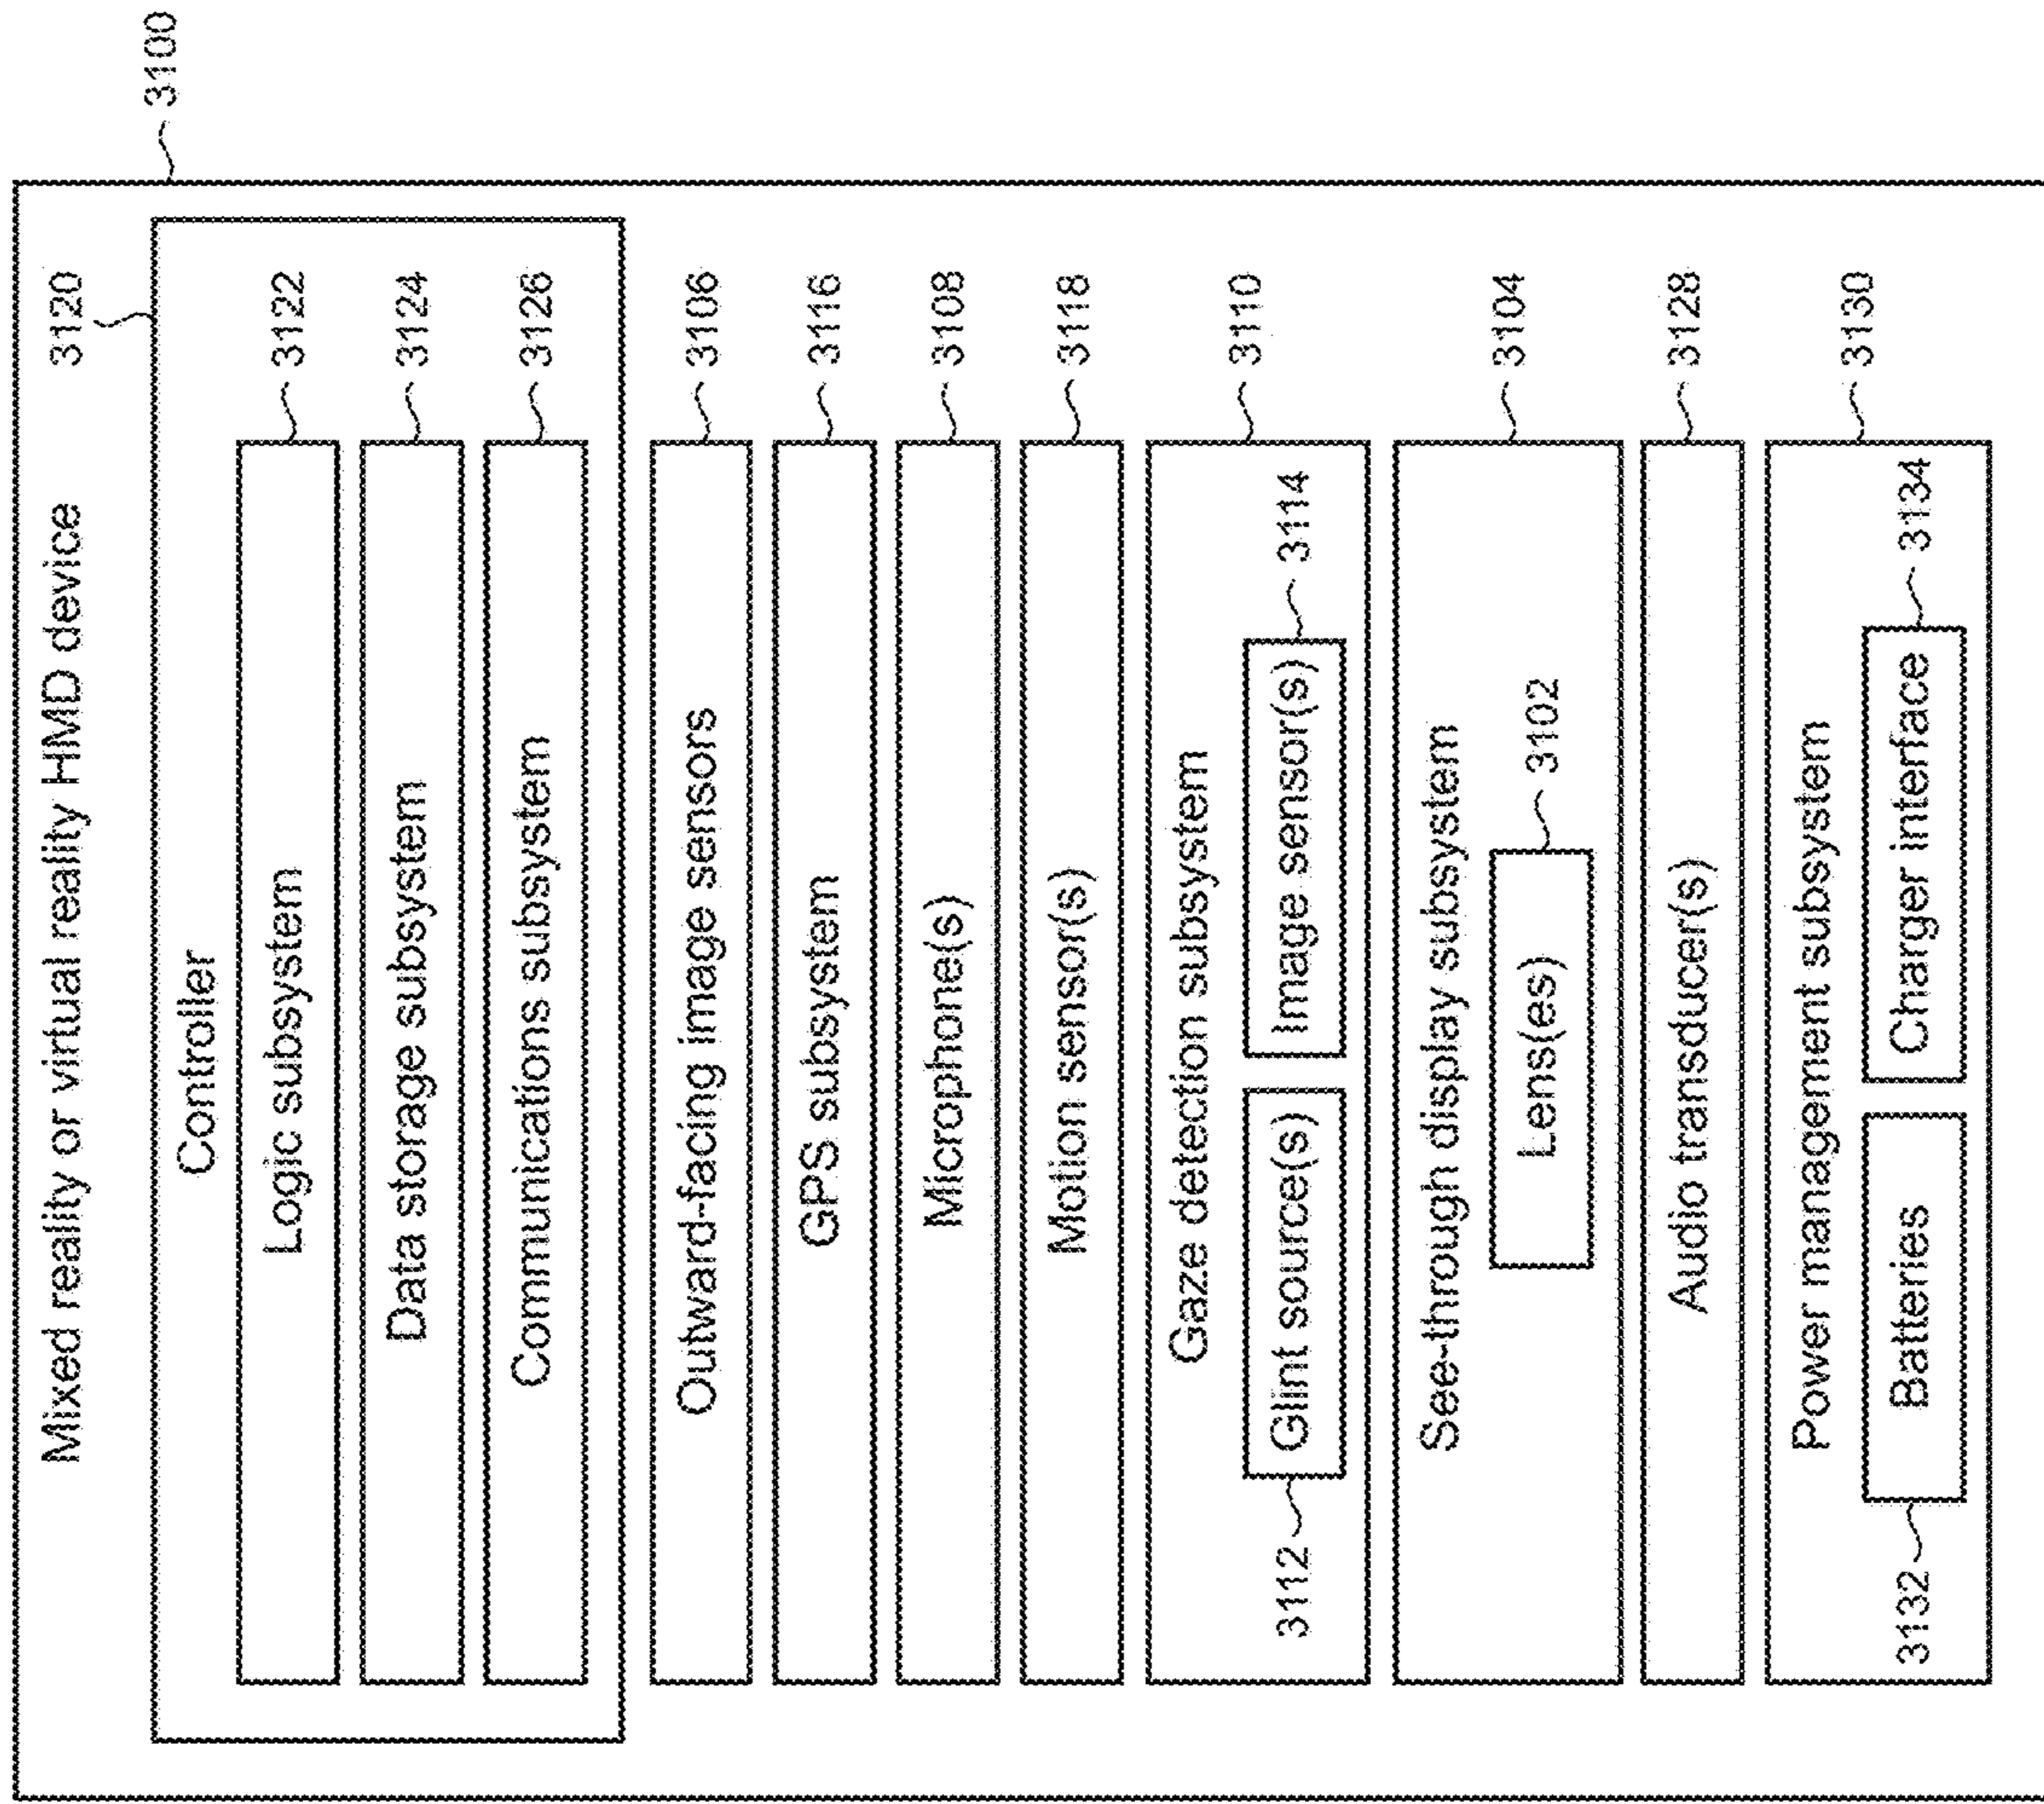 3100
Mixed reality or virtual reality HMD device
3120
Controller
Logic subsystem
3122
Data storage subsystem
3124
Communications subsystem
3126
Outward-facing image sensors
3106
GPS subsystem
3116
Microphone(s)
3108
Motion sensor(s)
3118
Gaze detection subsystem
3110
3112
Glint source(s)
Image sensor(s)
3114
See-through display subsystem
3104
Lens(es)
3102
Audio transducer(s)
3128
Power management subsystem
3130
3132
Batteries
Charger interface
3134